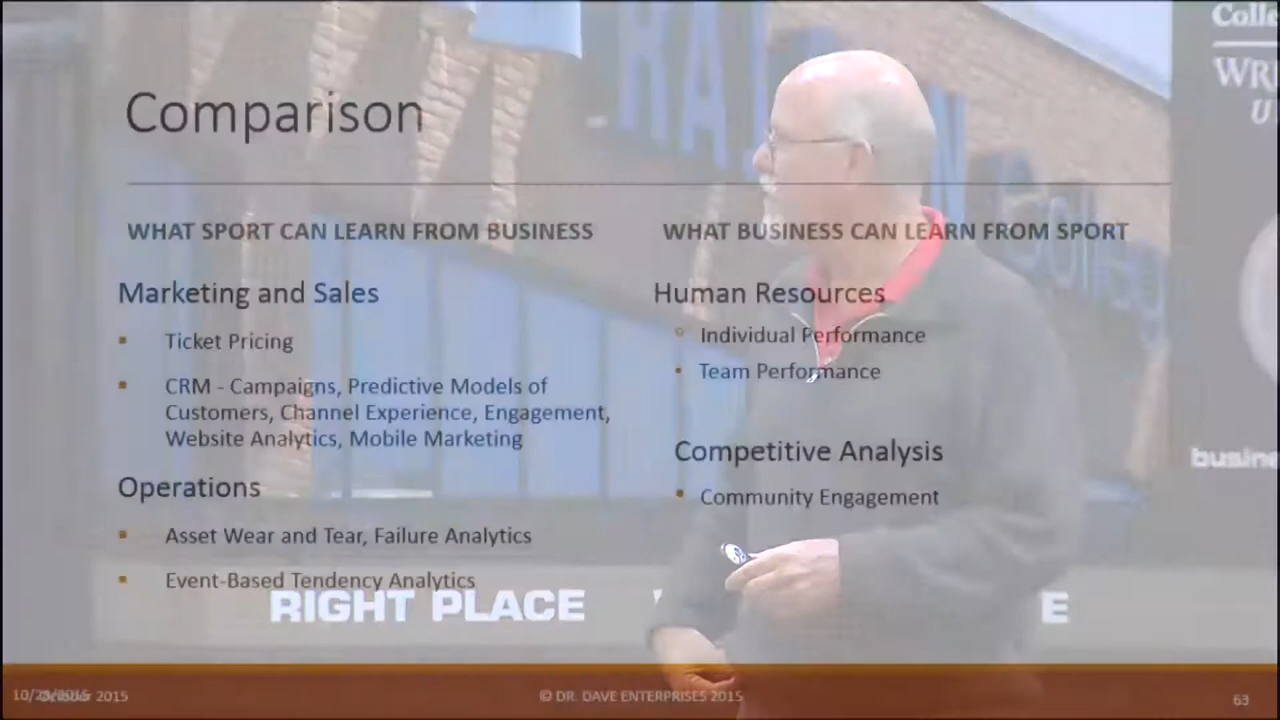 Comparison
WHAT SPORT CAN LEARN FROM BUSINESS
Marketing and Sales
Ticket Pricing
CRM - Campaigns, Predictive Models of
Customers, Channel Experience, Engagement,
Website Analytics, Mobile Marketing
Operations
Asset Wear and Tear, Failure Analytics
Event-Based Tendency Analytics
WHAT BUSINESS CAN LEARN FROM SPORT
Human Resources
Individual Performance
Team Performance
Competitive Analysis
Community Engagement
RIGHT PLACE
October 2015
© DR. DAVE ENTERPRISES 2015
63